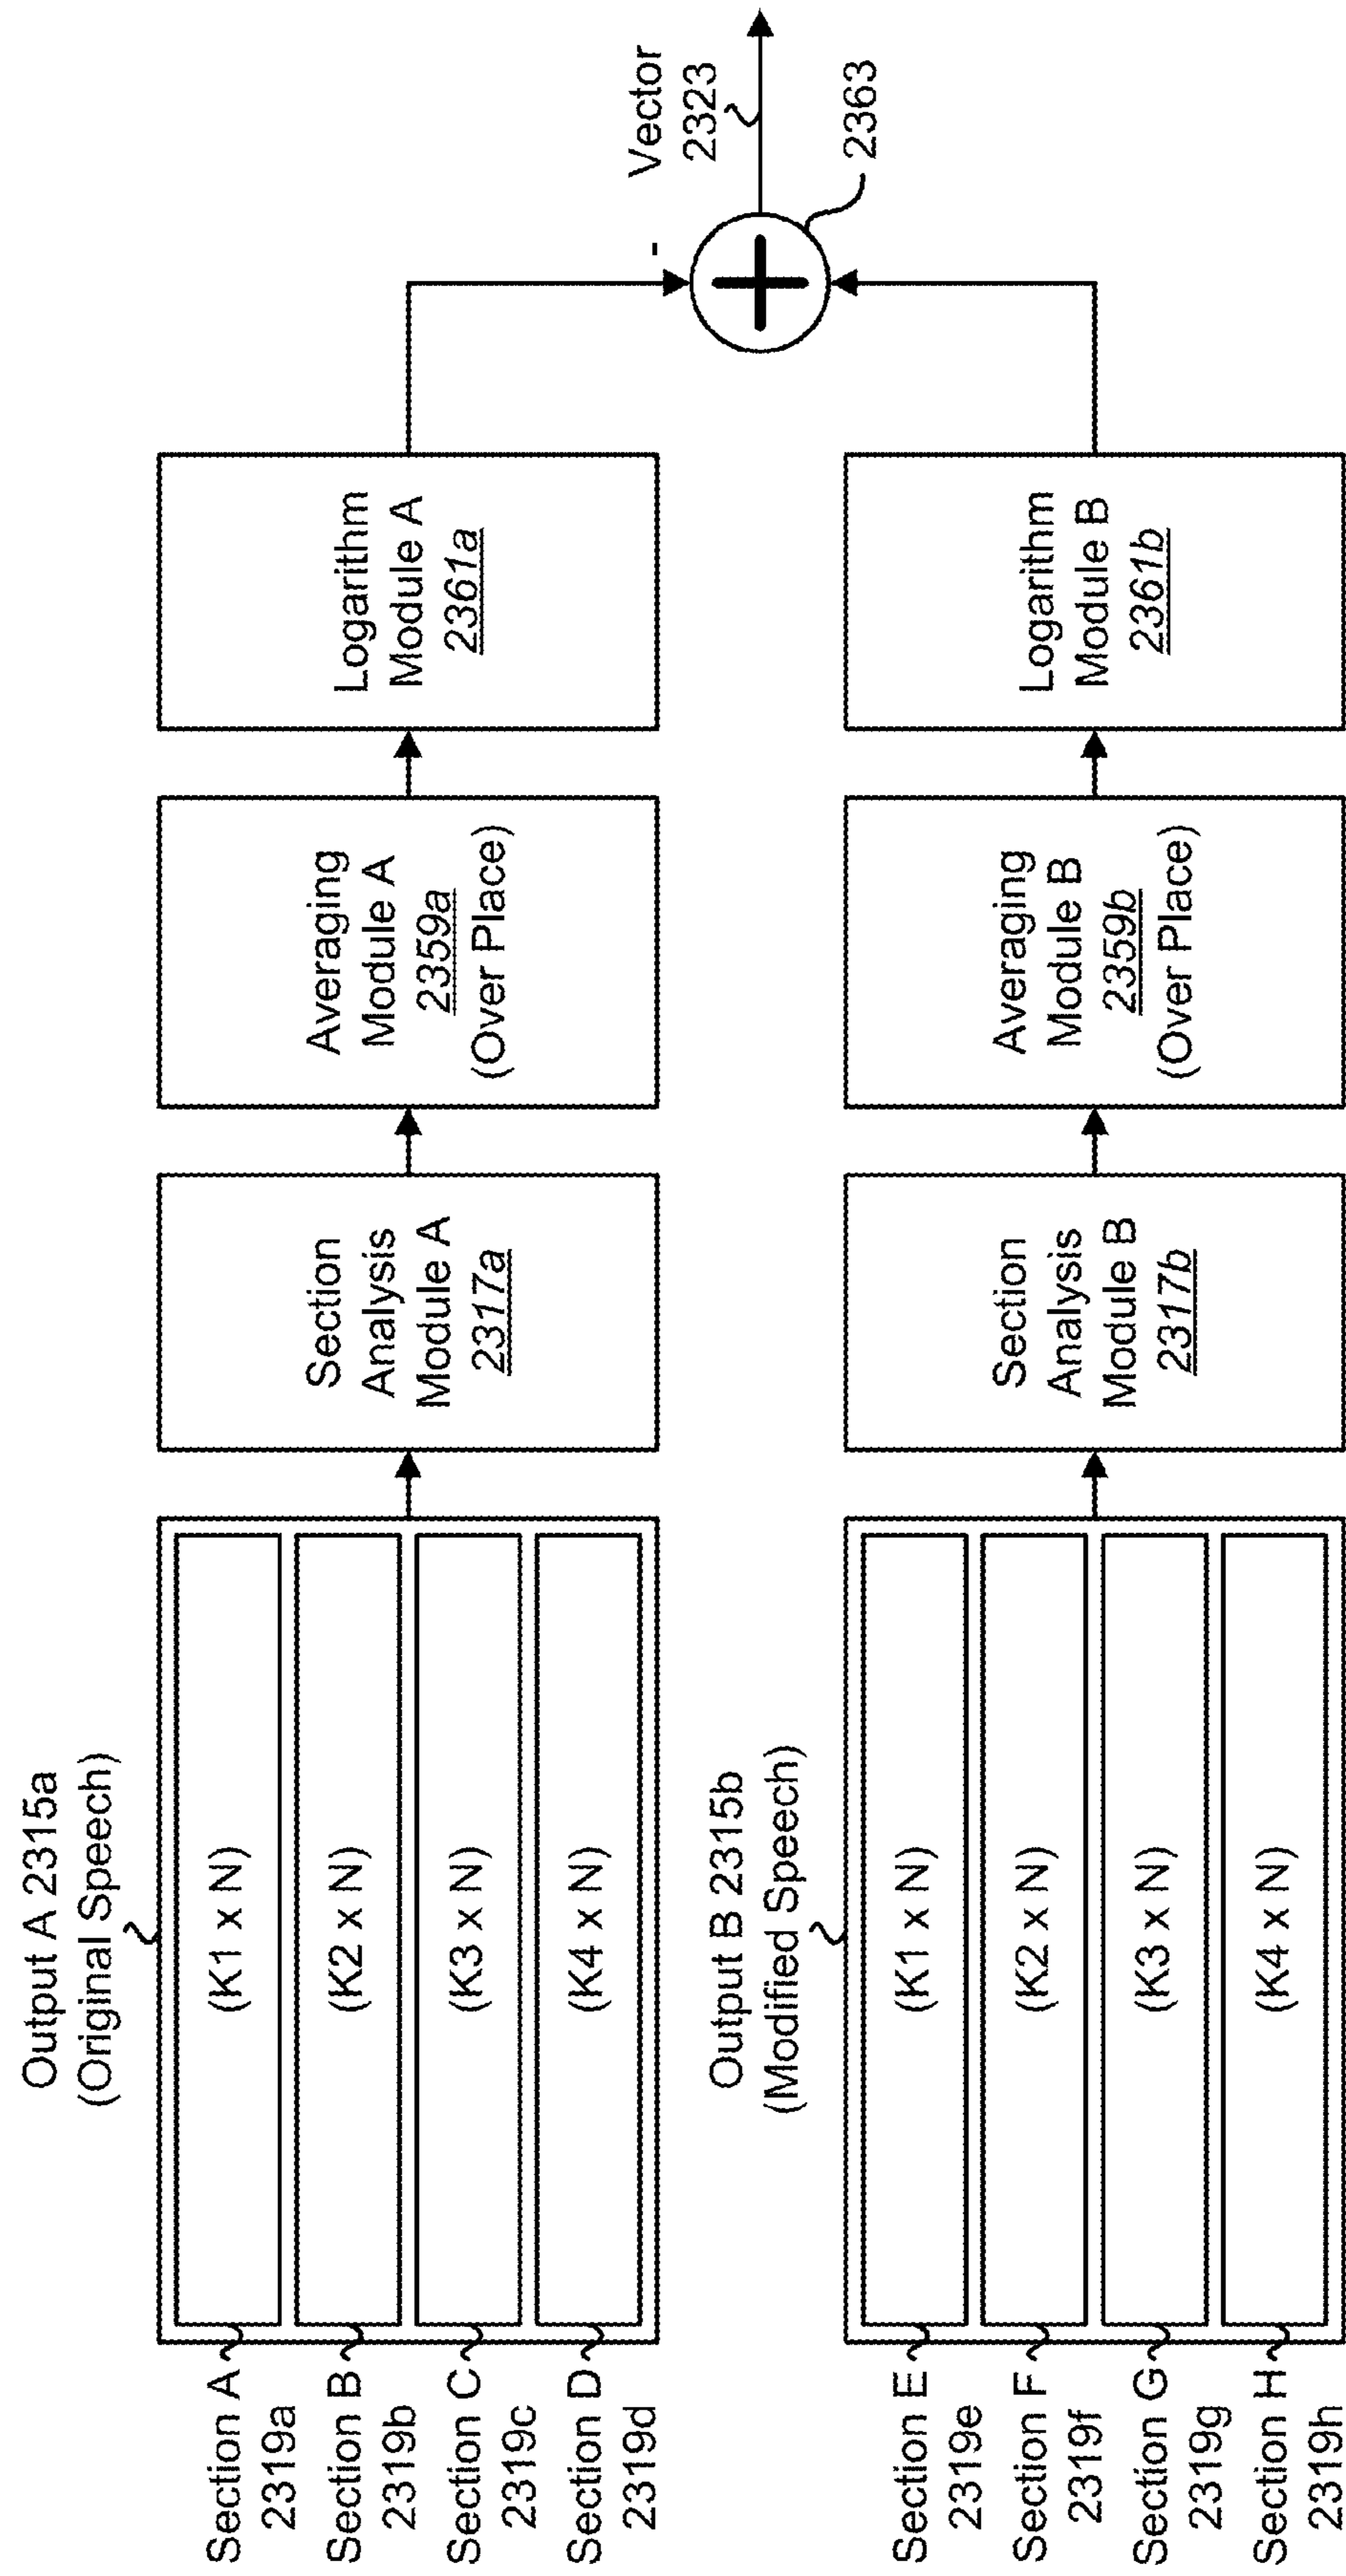 Output A 2315a
(Original Speech)
Section A
2319a
(K1 x N)
Section B
2319b
(K2 x N)
Section C
2319c
(K3 x N)
Section D
2319d
(K4 x N)
Section
Analysis
Module A
2317a
Averaging
Module A
2359a
(Over Place)
Logarithm
Module A
2361a
-
Vector
2323
2363
Output B 2315b
(Modified Speech)
Section E
2319e
(K1 x N)
Section F
2319f
(K2 x N)
Section G
2319g
(K3 x N)
Section H
2319h
(K4 x N)
Section
Analysis
Module B
2317b
Averaging
Module B
2359b
(Over Place)
Logarithm
Module B
2361b